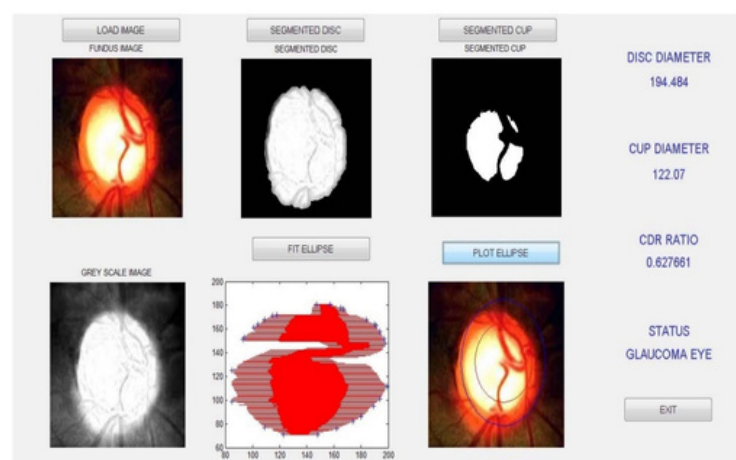 LOAD IMAGE
SEGMENTED DISC
SEGMENTED CUP
FUNDUS IMAGE
SEGMENTED DISC
SEGMENTED CUP
DISC DIAMETER
194.484
CUP DIAMETER
122.07
CDR RATIO
0.627661
STATUS
GLAUCOMA EYE
EXIT
FIT ELLIPSE
PLOT ELLIPSE
GREY SCALE IMAGE
200
180
160
140
120
100
80
60
80 100 120 140 160 180 200